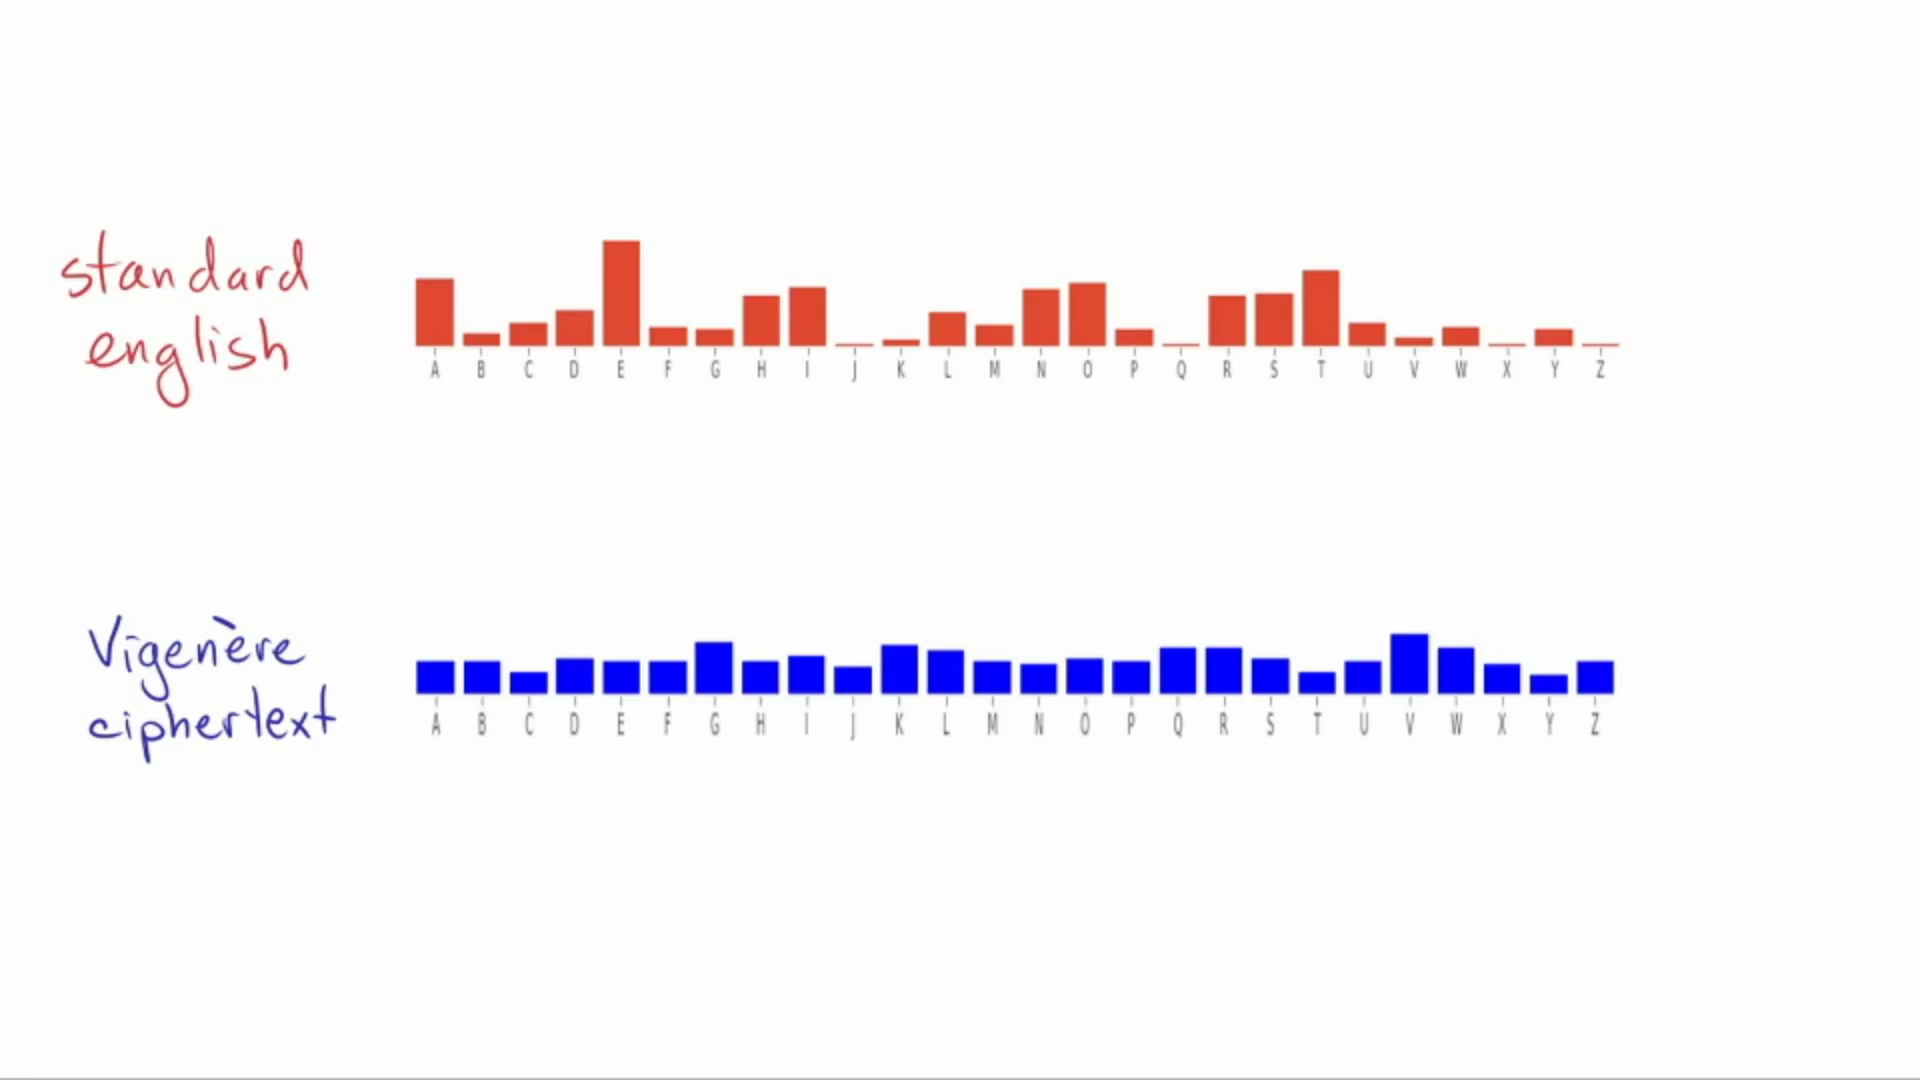 standard
english
A B C D E F G H I J K L M N O P Q R S T U V W X Y Z
Vigenère
ciphertext
A B C D E F G H I J K L M N O P Q R S T U V W X Y Z